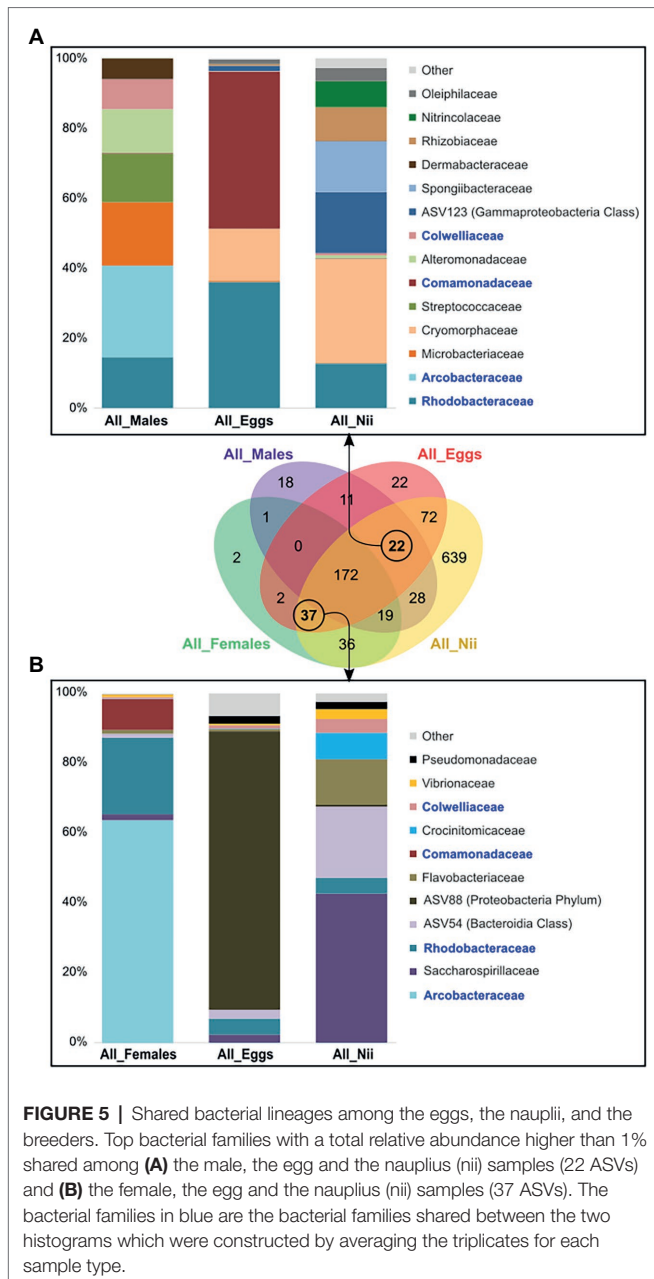 A
100%
80%
60%
40%
20%
0%
All_Males
All_Eggs
All_Nii
Other
Oleiphilaceae
Nitrincolaceae
Rhizobiaceae
Dermabacteraceae
Spongiibacteraceae
ASV123 (Gammaproteobacteria Class)
Colwelliaceae
Alteromonadaceae
Comamonadaceae
Streptococcaceae
Cryomorphaceae
Microbacteriaceae
Arcobacteraceae
Rhodobacteraceae
All_Males
All_Eggs
18
11
22
1
72
2
0
22
639
172
2
28
37
19
All_Females
36
All_Nii
B
100%
80%
60%
40%
20%
0%
All_Females
All_Eggs
All_Nii
Other
Pseudomonadaceae
Vibrionaceae
Colwelliaceae
Crocinitomicaceae
Comamonadaceae
Flavobacteriaceae
ASV88 (Proteobacteria Phylum)
ASV54 (Bacteroidia Class)
Rhodobacteraceae
Saccharospirillaceae
Arcobacteraceae
FIGURE 5 | Shared bacterial lineages among the eggs, the nauplii, and the
breeders. Top bacterial families with a total relative abundance higher than 1%
shared among (A) the male, the egg and the nauplius (nii) samples (22 ASVs)
and (B) the female, the egg and the nauplius (nii) samples (37 ASVs). The
bacterial families in blue are the bacterial families shared between the two
histograms which were constructed by averaging the triplicates for each
sample type.